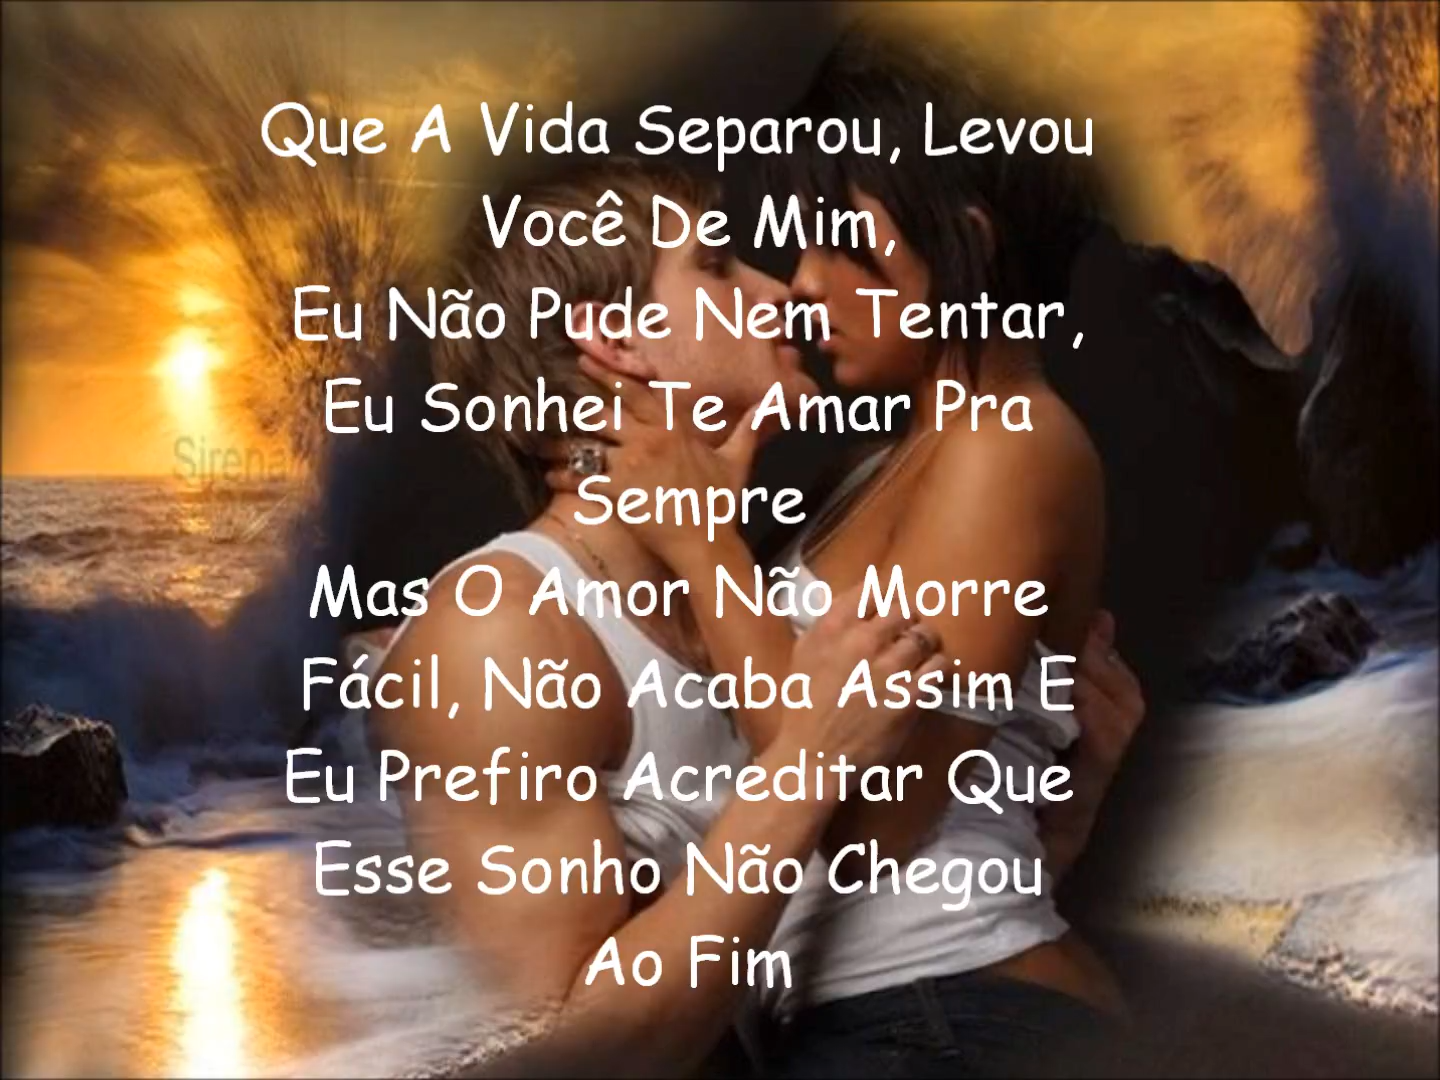 Que A Vida Separou, Levou
Você De Mim,
Eu Não Pude Nem Tentar,
Eu Sonhei Te Amar Pra
Sempre
Mas O Amor Não Morre
Fácil, Não Acaba Assim E
Eu Prefiro Acreditar Que
Esse Sonho Não Chegou
Ao Fim
Sirena